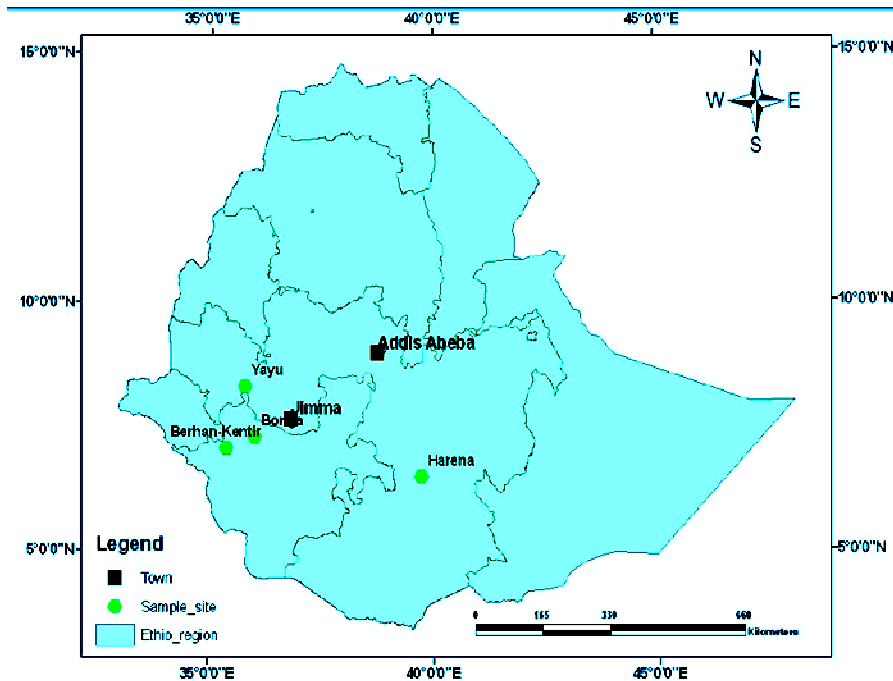 35°0'0"E 40°0'0"E 45°0'0"E
15°0'0"N 15°0'0"N
N
W E
S
10°0'0"N 10°0'0"N
Addis Abeba
Yayu
Jimma
Berhan-Kentir
Harena
5°0'0"N 5°0'0"N
Legend
Town
Sample_site
Ethio_region
0 165 330 660
Kilometers
35°0'0"E 40°0'0"E 45°0'0"E